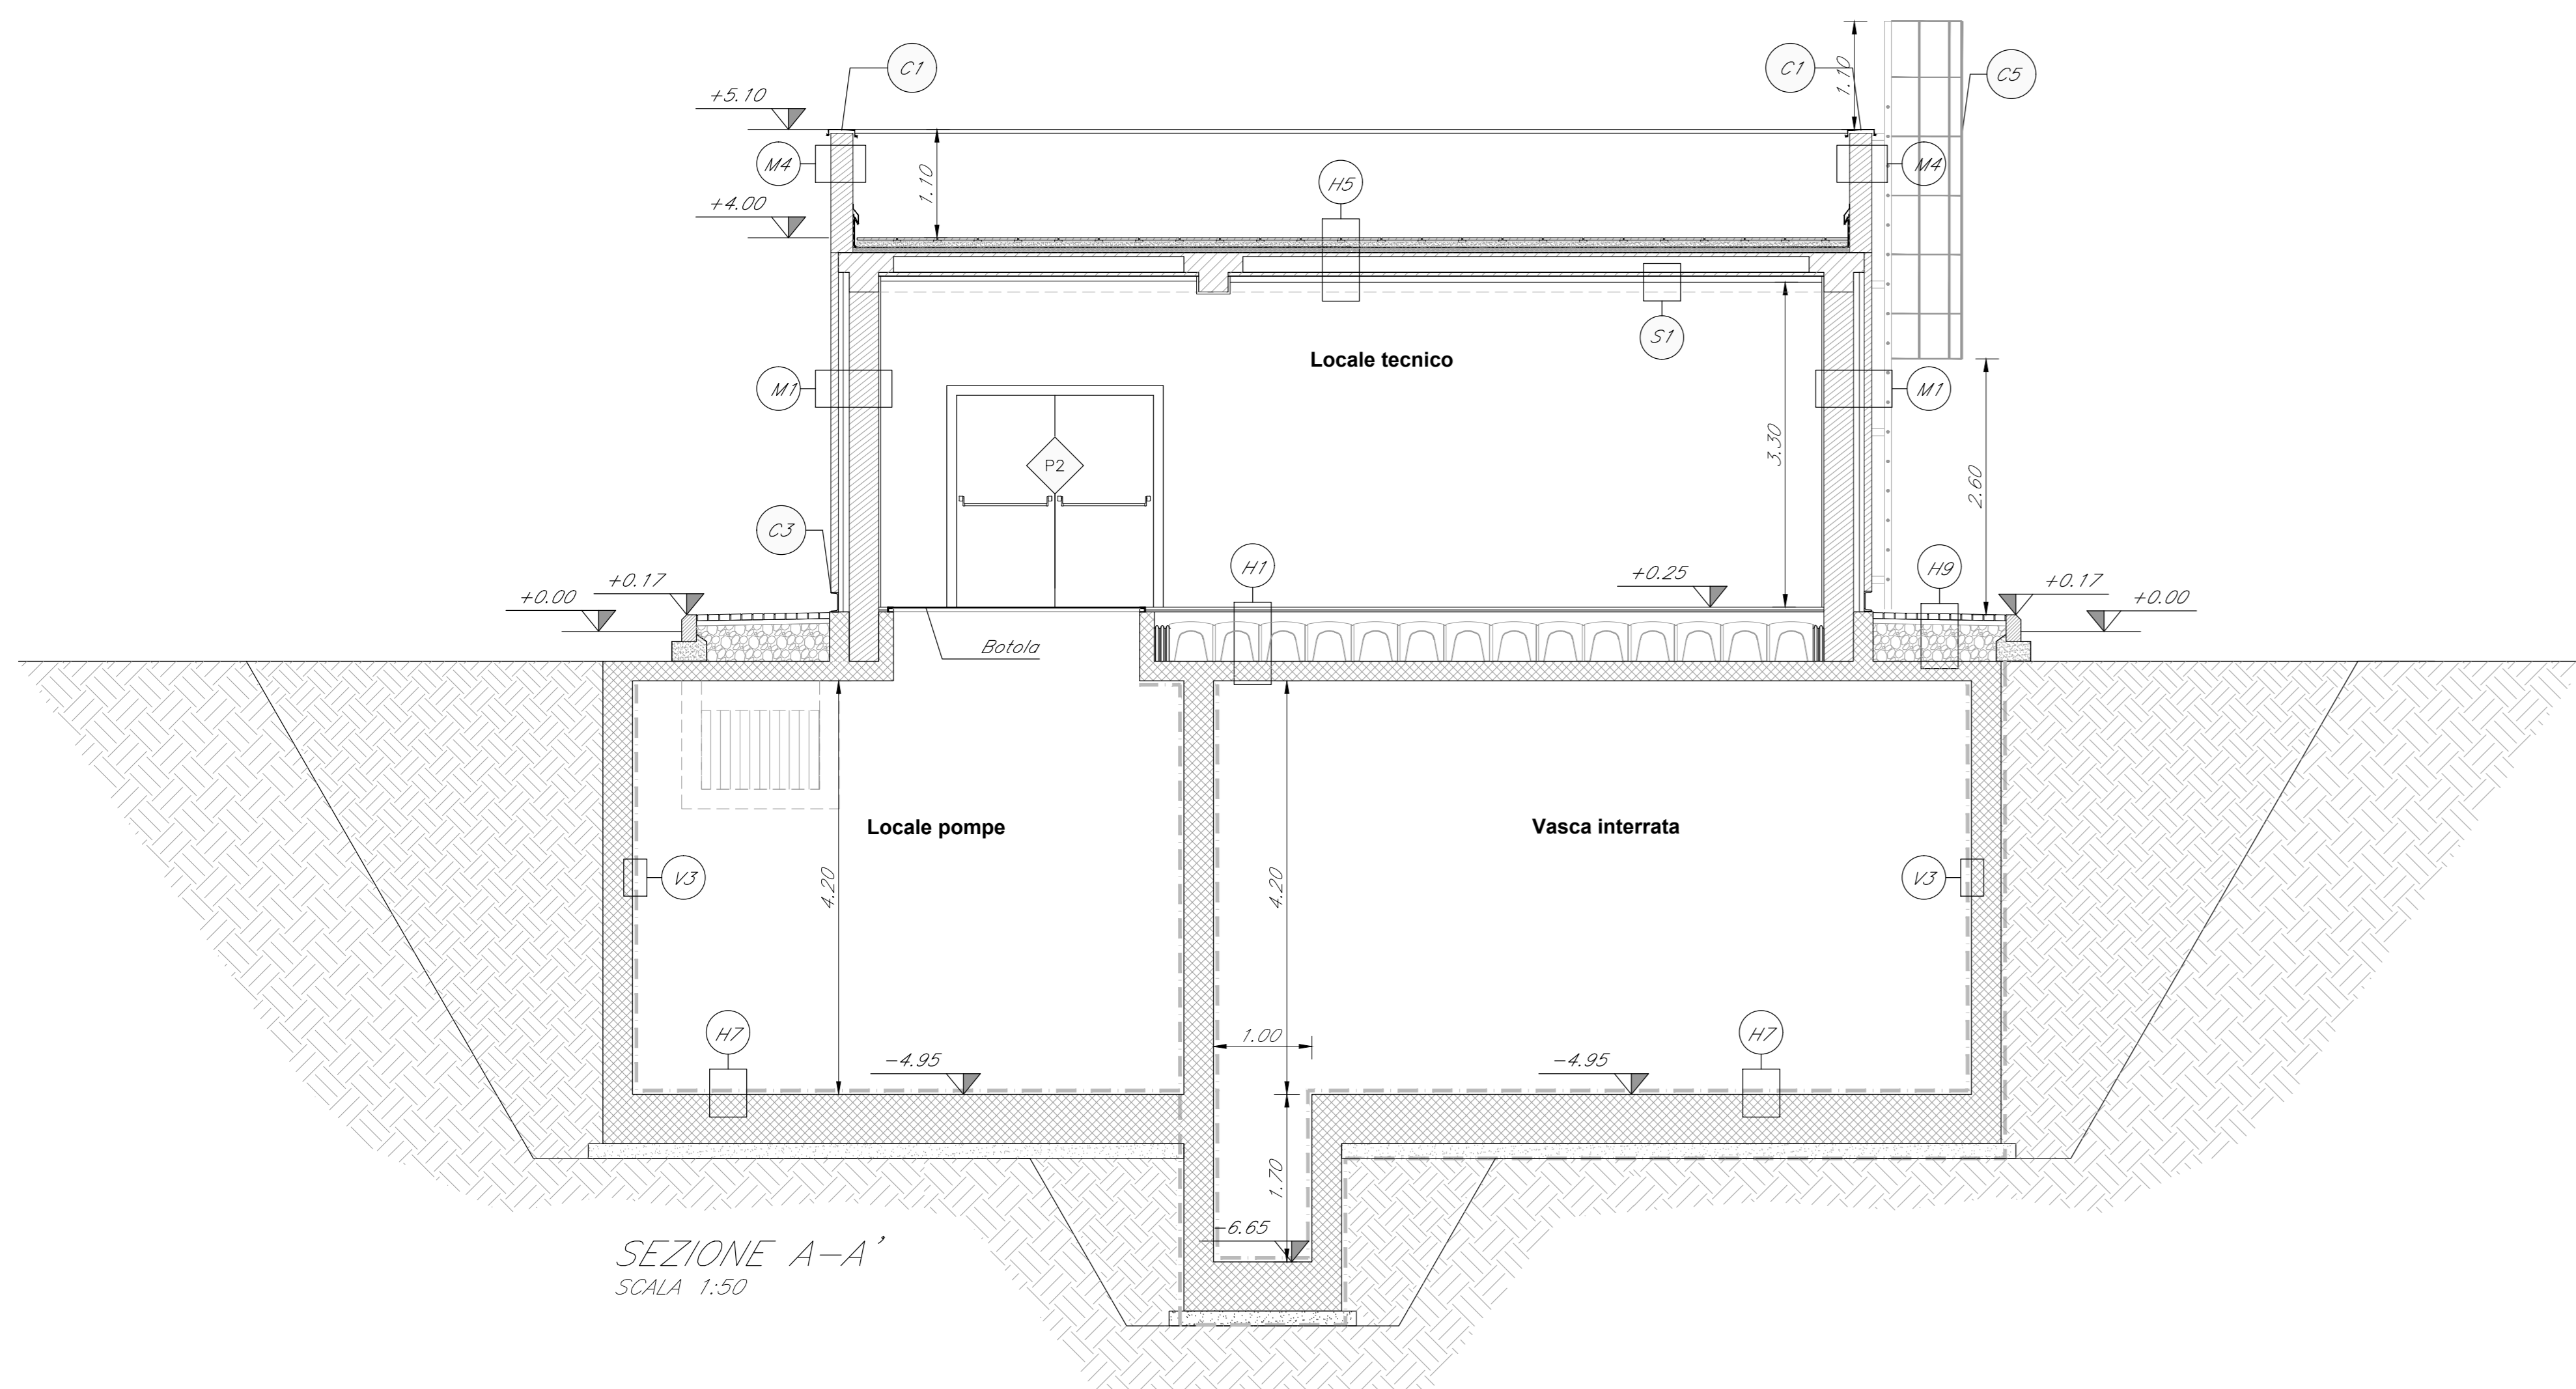 C1
C1
1.10
C5
+5.10
M4
M4
1.10
H5
+4.00
S1
Locale tecnico
M1
M1
3.30
P2
2.60
C3
H1
H9
+0.17
+0.25
+0.17
+0.00
+0.00
Botola
Locale pompe
Vasca interrata
V3
4.20
4.20
V3
H7
1.00
H7
-4.95
-4.95
1.70
-6.65
SEZIONE A-A'
SCALA 1:50